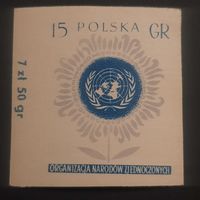 15 POLSKA GR
7 zł 50 gr
ORGANIZACJA NARODÓW ZJEDNOCZONYCH